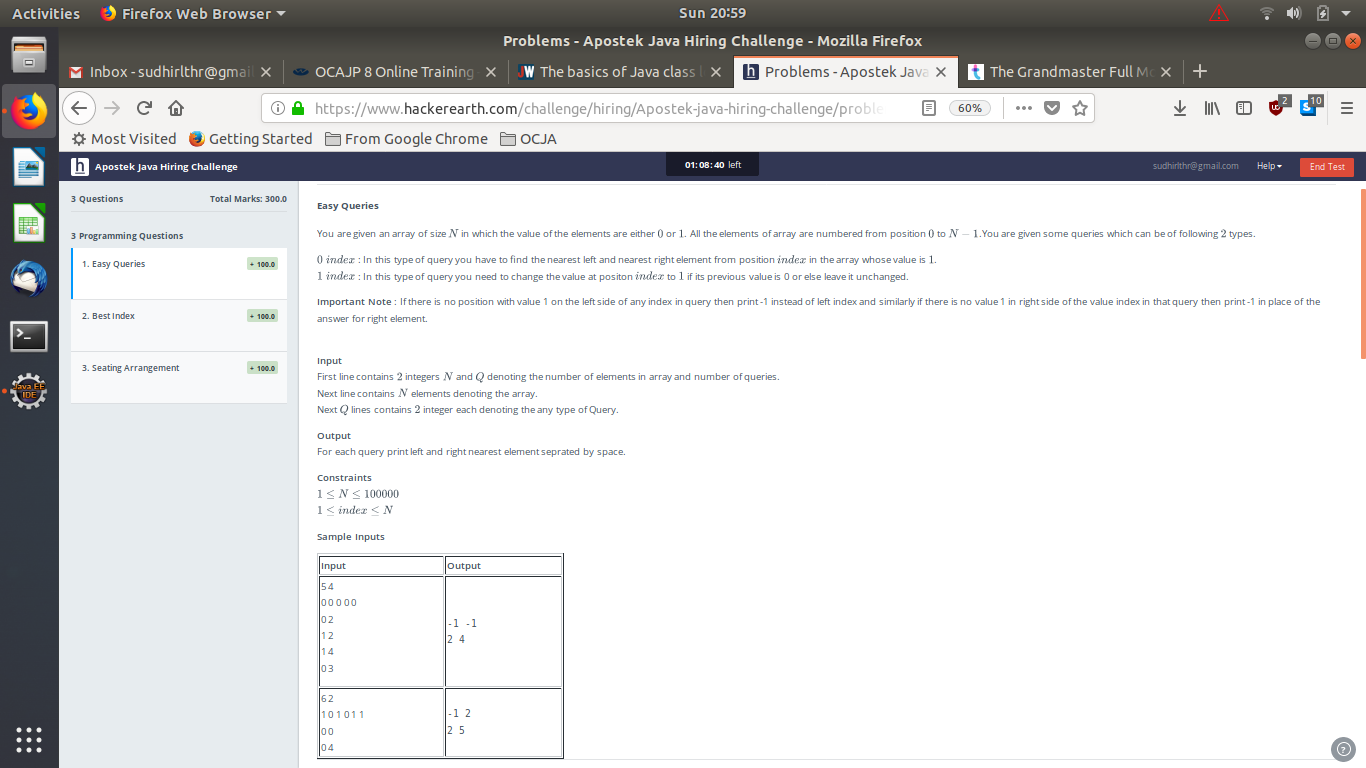 Activities Firefox Web Browser Sun 20:59
Problems - Apostek Java Hiring Challenge - Mozilla Firefox
Inbox - sudhirlthr@gmai OCAJP 8 Online Training JW The basics of Java class Problems - Apostek Java The Grandmaster Full Mo
https://www.hackerearth.com/challenge/hiring/Apostek-java-hiring-challenge/proble 60% 2 10
Most Visited Getting Started From Google Chrome OCJA
h Apostek Java Hiring Challenge 01:08:40 left sudhirlthr@gmail.com Help End Test
3 Questions Total Marks: 300.0
3 Programming Questions
1. Easy Queries + 100.0
2. Best Index + 100.0
3. Seating Arrangement + 100.0
Java EE
IDE
Easy Queries
You are given an array of size N in which the value of the elements are either 0 or 1. All the elements of array are numbered from position 0 to N − 1.You are given some queries which can be of following 2 types.
0 index : In this type of query you have to find the nearest left and nearest right element from position index in the array whose value is 1.
1 index : In this type of query you need to change the value at positon index to 1 if its previous value is 0 or else leave it unchanged.
Important Note : If there is no position with value 1 on the left side of any index in query then print -1 instead of left index and similarly if there is no value 1 in right side of the value index in that query then print -1 in place of the
answer for right element.
Input
First line contains 2 integers N and Q denoting the number of elements in array and number of queries.
Next line contains N elements denoting the array.
Next Q lines contains 2 integer each denoting the any type of Query.
Output
For each query print left and right nearest element seprated by space.
Constraints
1 ≤ N ≤ 100000
1 ≤ index ≤ N
Sample Inputs
Input Output
5 4
0 0 0 0 0
0 2
1 2
1 4
0 3
-1 -1
2 4
6 2
1 0 1 0 1 1
0 0
0 4
-1 2
2 5